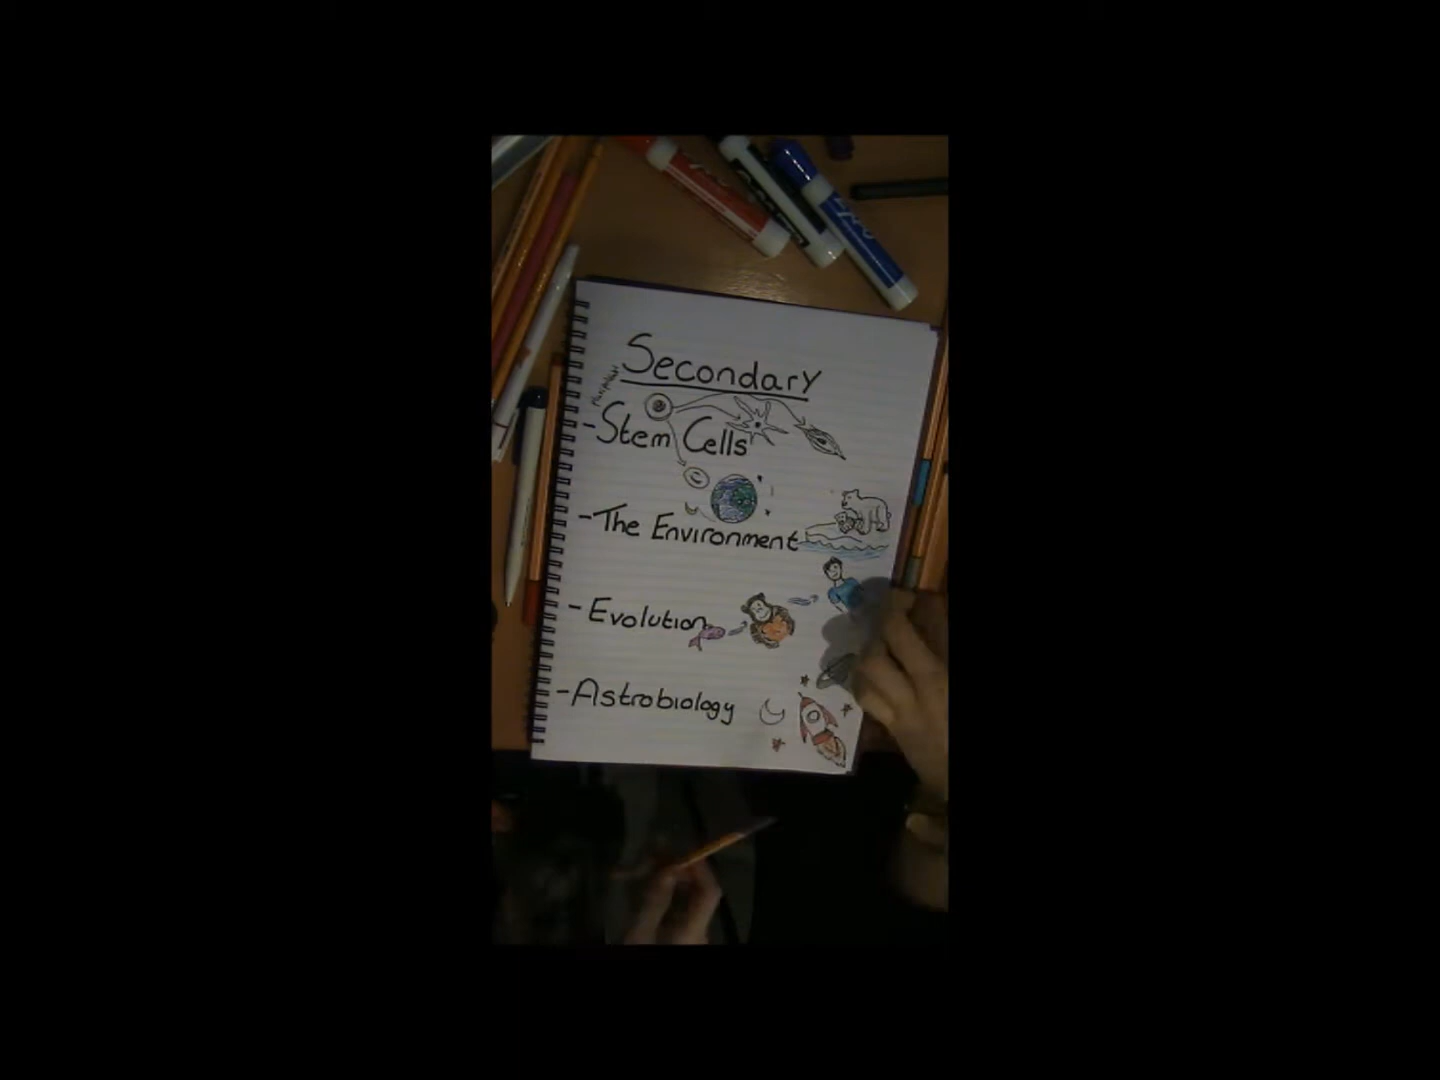 Secondary
- Stem Cells
- The Environment
- Evolution
- Astrobiology